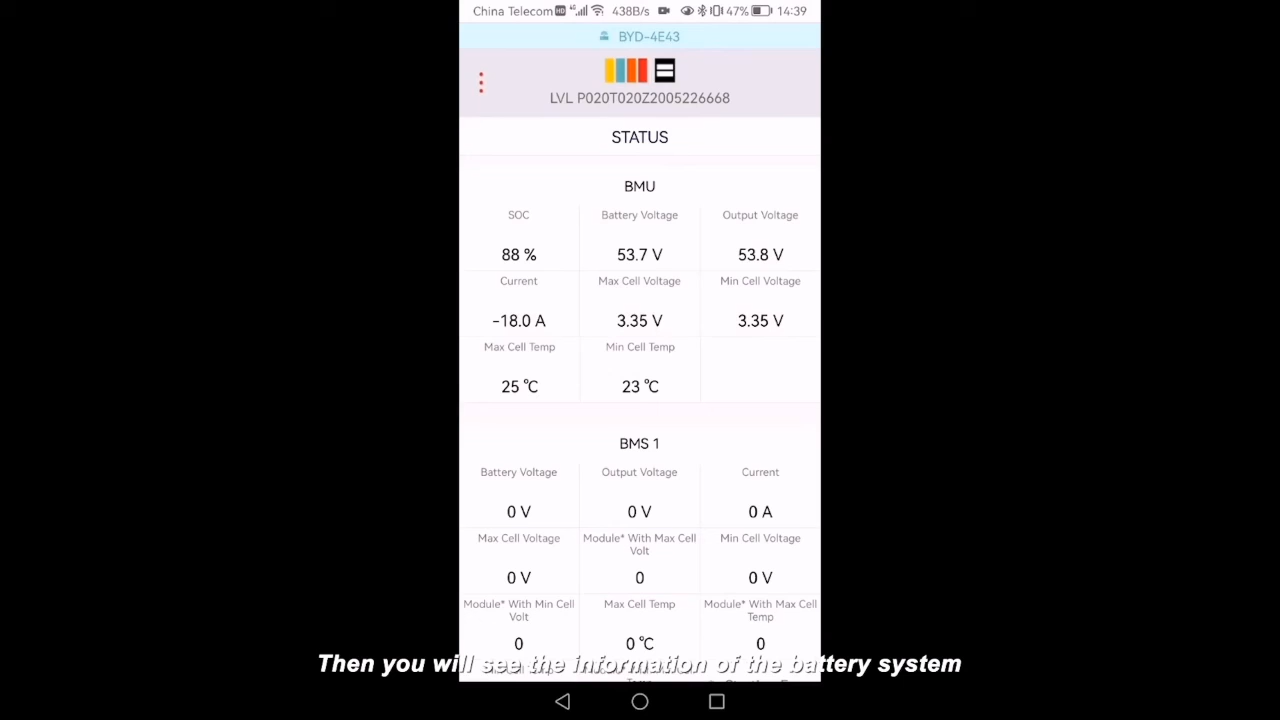 China Telecom HD 4G 438B/s 47% 14:39
BYD-4E43
LVL P020T020Z2005226668
STATUS
BMU
SOC Battery Voltage Output Voltage
88 % 53.7 V 53.8 V
Current Max Cell Voltage Min Cell Voltage
-18.0 A 3.35 V 3.35 V
Max Cell Temp Min Cell Temp
25 ℃ 23 ℃
BMS 1
Battery Voltage Output Voltage Current
0 V 0 V 0 A
Max Cell Voltage Module* With Max Cell Volt Min Cell Voltage
0 V 0 0 V
Module* With Min Cell Volt Max Cell Temp Module* With Max Cell Temp
0 0 ℃ 0
Then you will see the information of the battery system